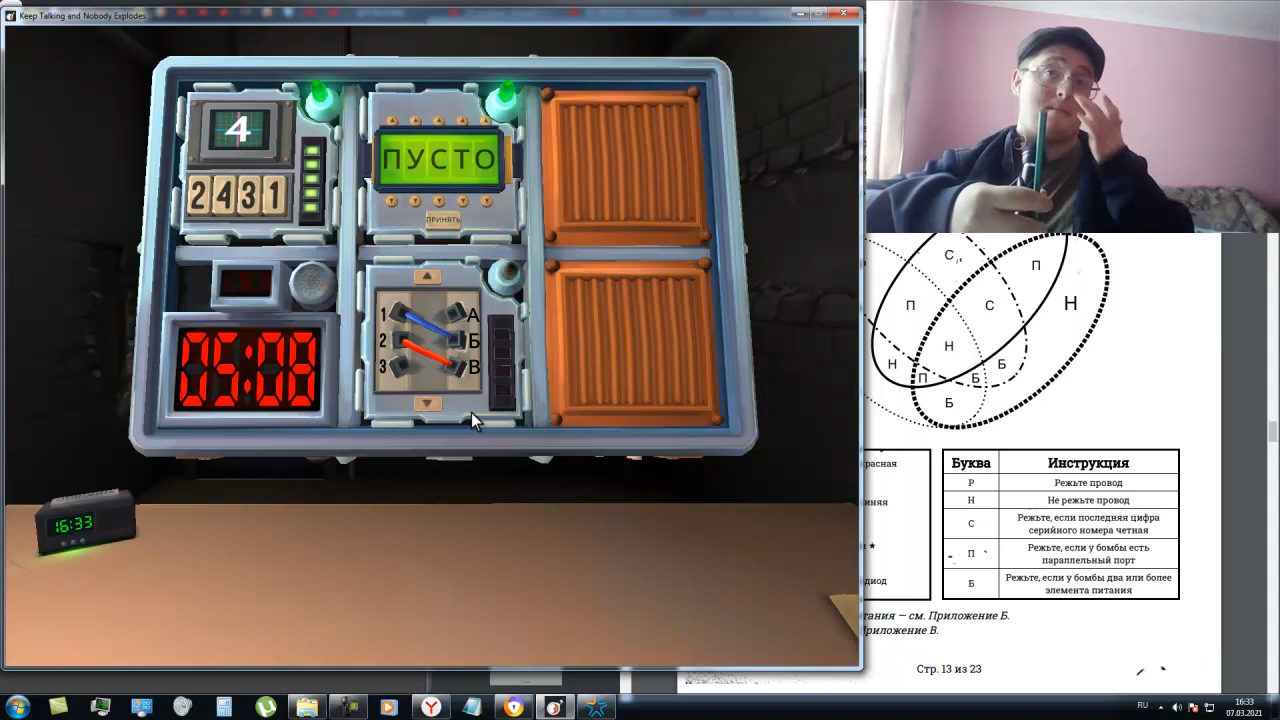 Keep Talking and Nobody Explodes
4
2431
ПУСТО
ПРИНЯТЬ
05:08
1 А
2 Б
3 В
16:33
С П
П С Н
Н
Н П Б Б
Б
красная
диод
Буква Инструкция
Р Режьте провод
Н Не режьте провод
С Режьте, если последняя цифра
серийного номера четная
П Режьте, если у бомбы есть
параллельный порт
Б Режьте, если у бомбы два или более
элемента питания
тания — см. Приложение Б.
Приложение В.
Стр. 13 из 23
RU
16:33
07.03.2021